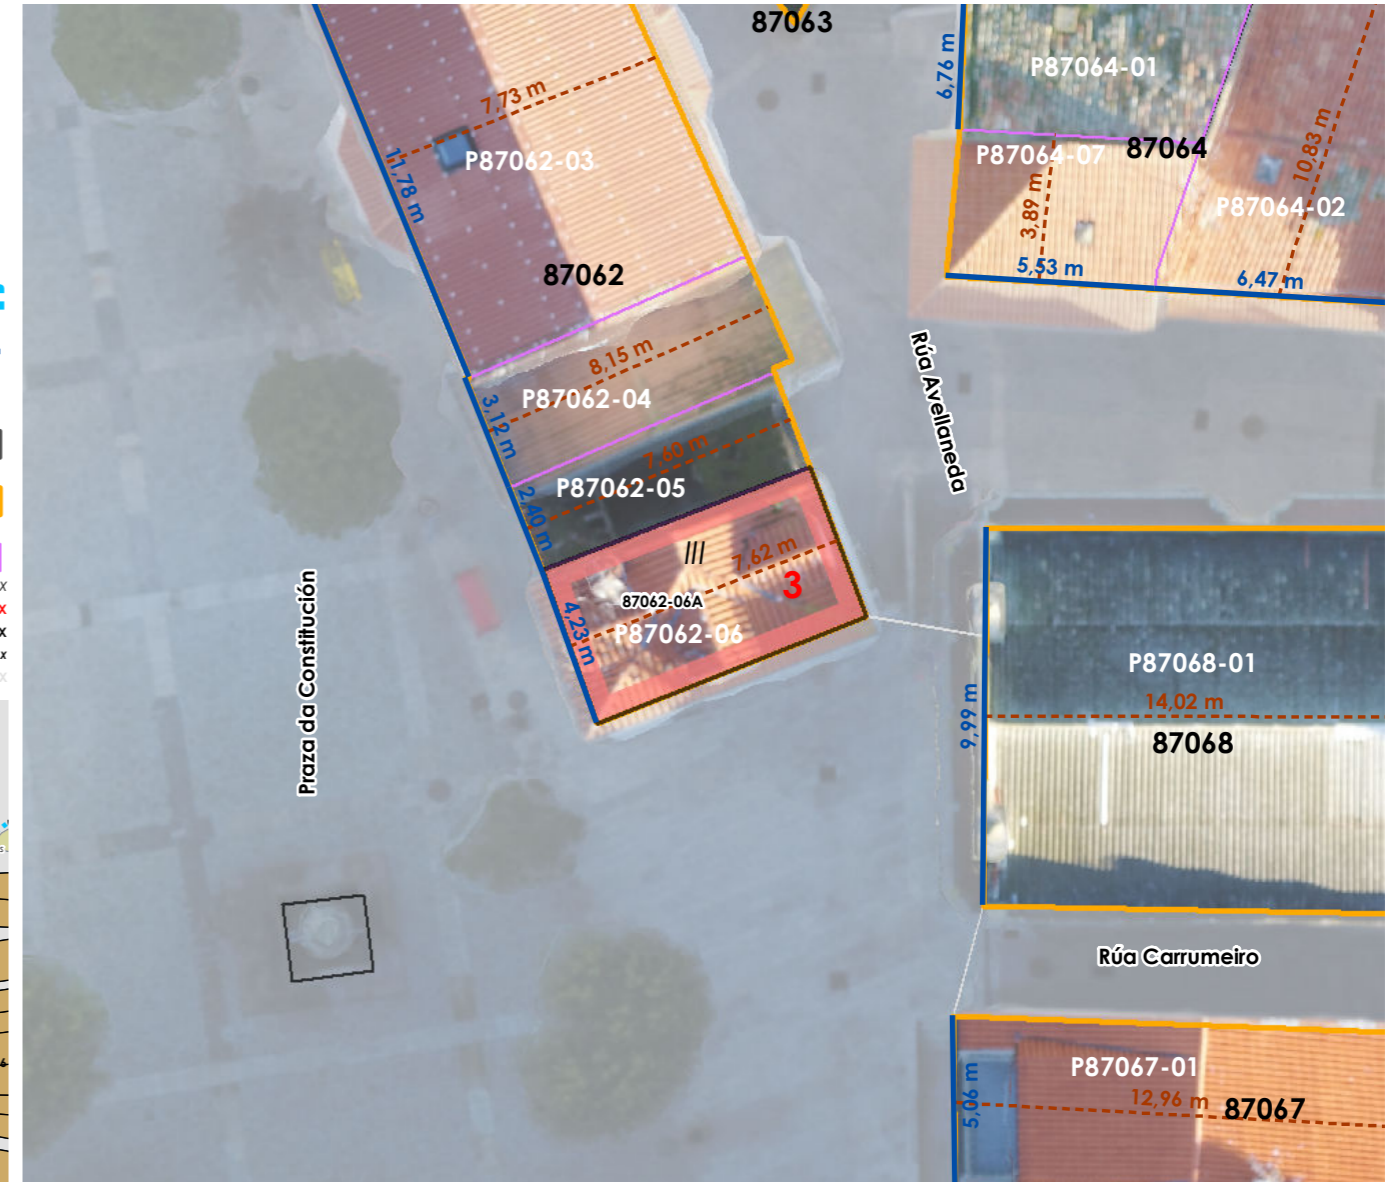 87063
6,76 m
P87064-01
7,73 m
P87062-03
11,78 m
P87064-07
87064
10,83 m
3,89 m
P87064-02
87062
5,53 m
6,47 m
8,15 m
Rúa Avellaneda
P87062-04
3,12 m
7,60 m
P87062-05
2,40 m
III
7,62 m
3
87062-06A
4,23 m
P87062-06
Praza da Constitución
P87068-01
14,02 m
9,99 m
87068
Rúa Carrumeiro
P87067-01
5,06 m
12,96 m
87067
x
x
x
x
x